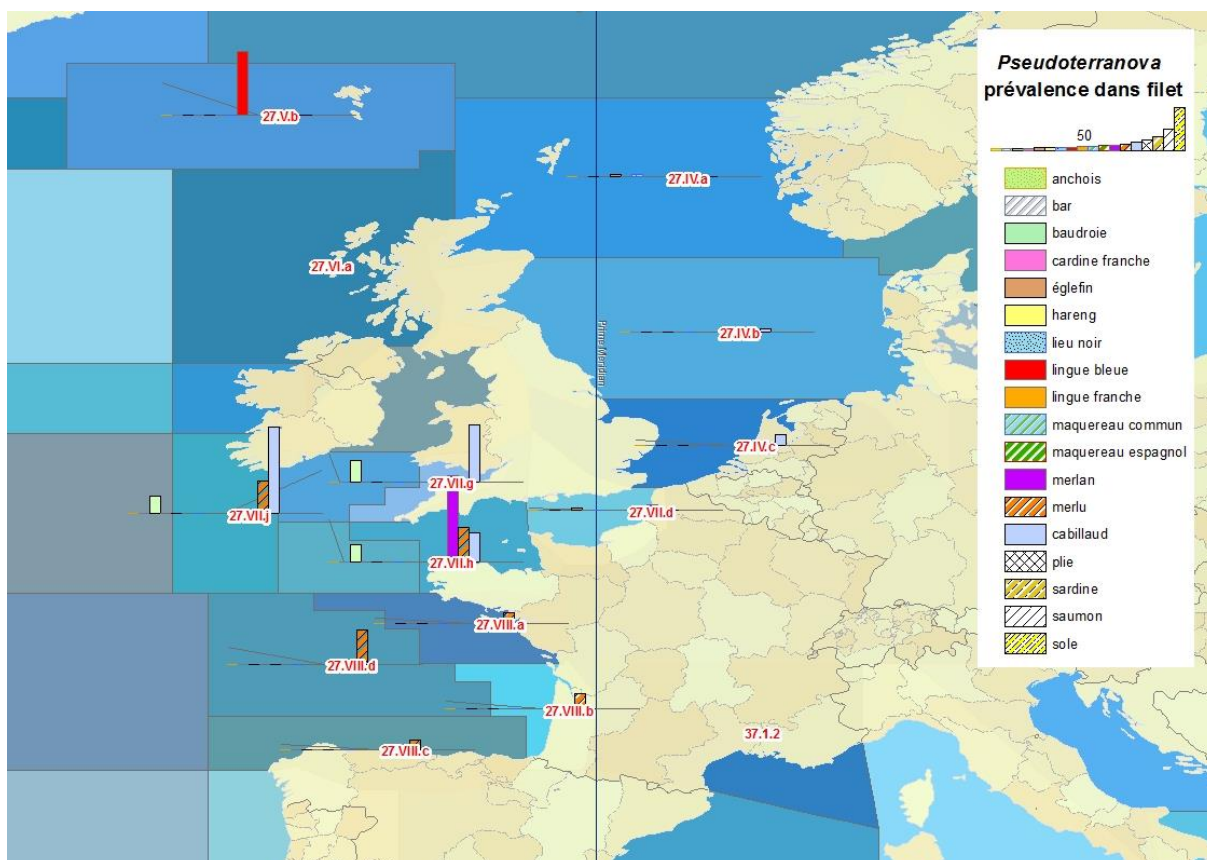 Pseudoterranova
prévalence dans filet
50
anchois
bar
baudroie
cardine franche
églefin
hareng
lieu noir
lingue bleue
lingue franche
maquereau commun
maquereau espagnol
merlan
merlu
cabillaud
plie
sardine
saumon
sole
27.V.b
27.IV.a
27.VI.a
27.IV.b
Prime Meridian
27.IV.c
27.VII.g
27.VII.j
27.VII.d
27.VII.h
27.VIII.a
27.VIII.d
27.VIII.b
37.1.2
27.VIII.c